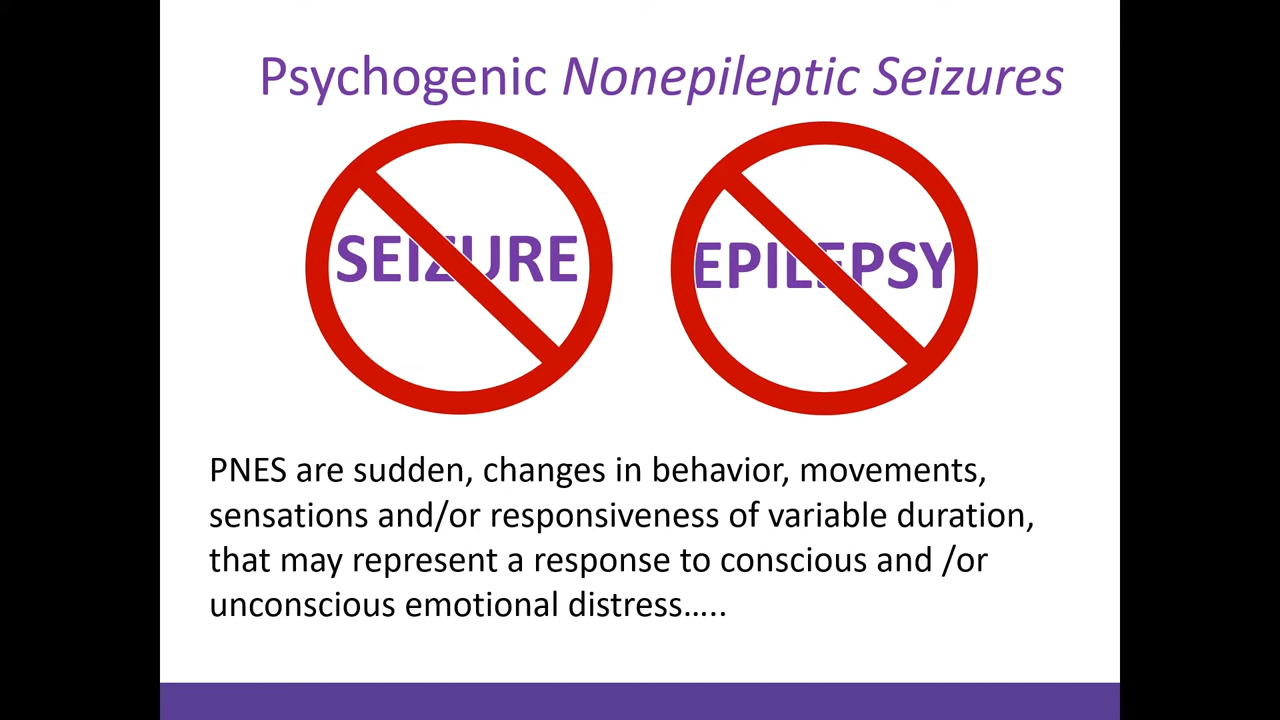 Psychogenic Nonepileptic Seizures
SEIZURE
EPILEPSY
PNES are sudden, changes in behavior, movements,
sensations and/or responsiveness of variable duration,
that may represent a response to conscious and /or
unconscious emotional distress…..